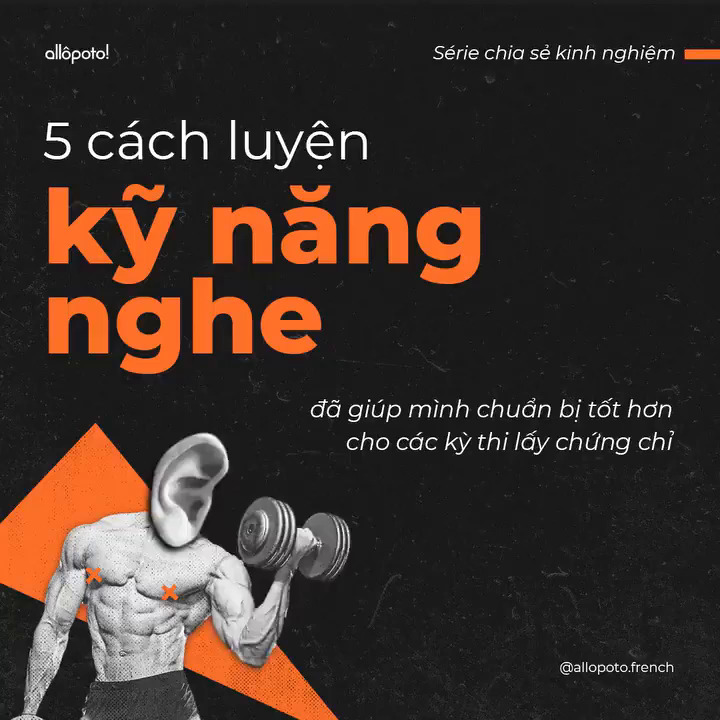 allôpoto!
Série chia sẻ kinh nghiệm
5 cách luyện
kỹ năng
nghe
đã giúp mình chuẩn bị tốt hơn
cho các kỳ thi lấy chứng chỉ
@allopoto.french